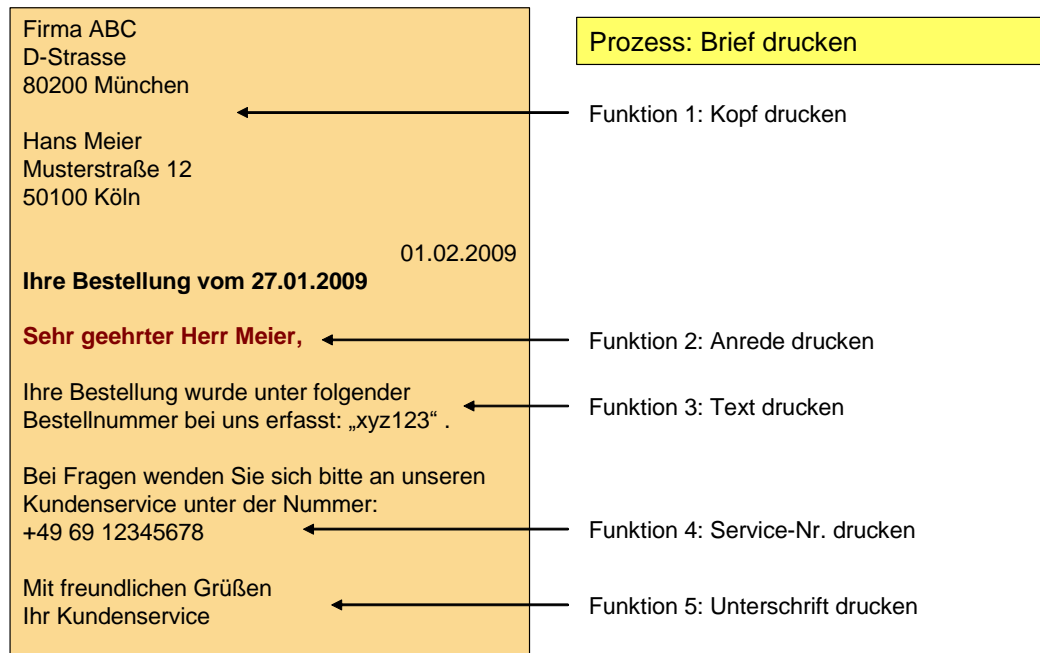 Firma ABC
D-Strasse
80200 München
Hans Meier
Musterstraße 12
50100 Köln
01.02.2009
Ihre Bestellung vom 27.01.2009
Sehr geehrter Herr Meier,
Ihre Bestellung wurde unter folgender
Bestellnummer bei uns erfasst: „xyz123“ .
Bei Fragen wenden Sie sich bitte an unseren
Kundenservice unter der Nummer:
+49 69 12345678
Mit freundlichen Grüßen
Ihr Kundenservice
Prozess: Brief drucken
Funktion 1: Kopf drucken
Funktion 2: Anrede drucken
Funktion 3: Text drucken
Funktion 4: Service-Nr. drucken
Funktion 5: Unterschrift drucken